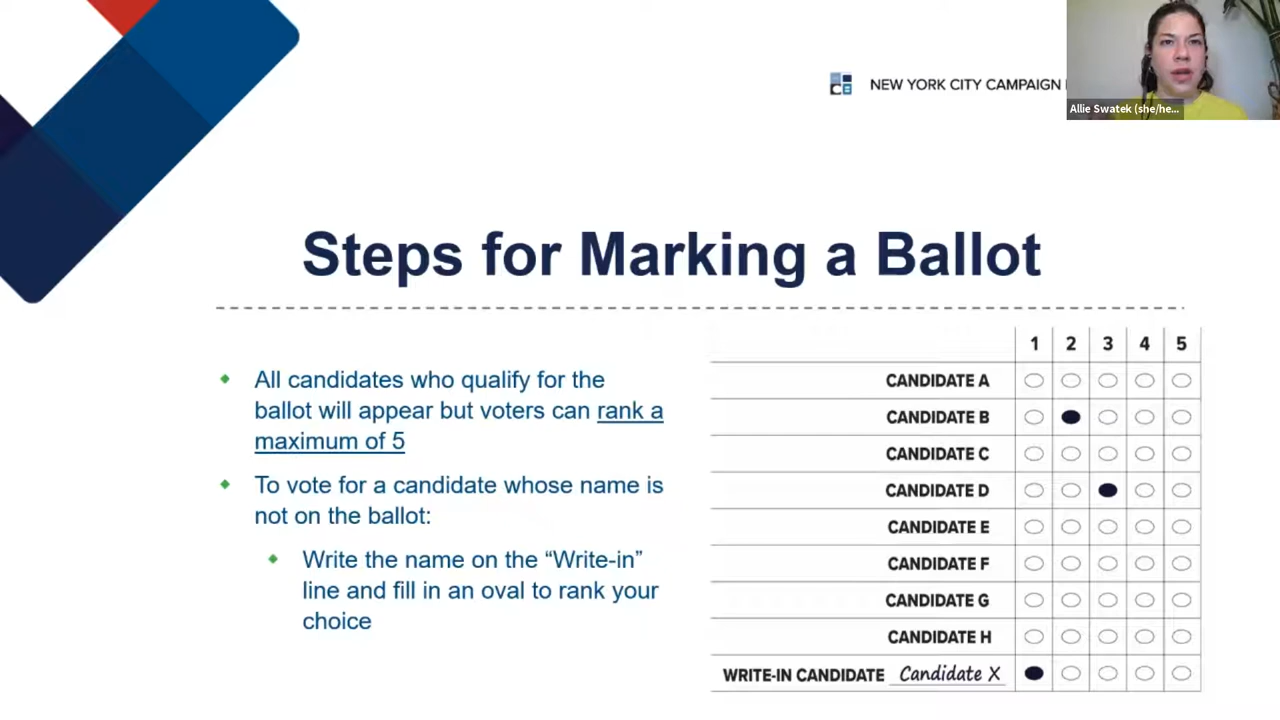 NEW YORK CITY CAMPAIGN
Allie Swatek (she/he...
Steps for Marking a Ballot
All candidates who qualify for the
ballot will appear but voters can rank a
maximum of 5
To vote for a candidate whose name is
not on the ballot:
Write the name on the “Write-in”
line and fill in an oval to rank your
choice
1 2 3 4 5
CANDIDATE A
CANDIDATE B
CANDIDATE C
CANDIDATE D
CANDIDATE E
CANDIDATE F
CANDIDATE G
CANDIDATE H
WRITE-IN CANDIDATE Candidate X